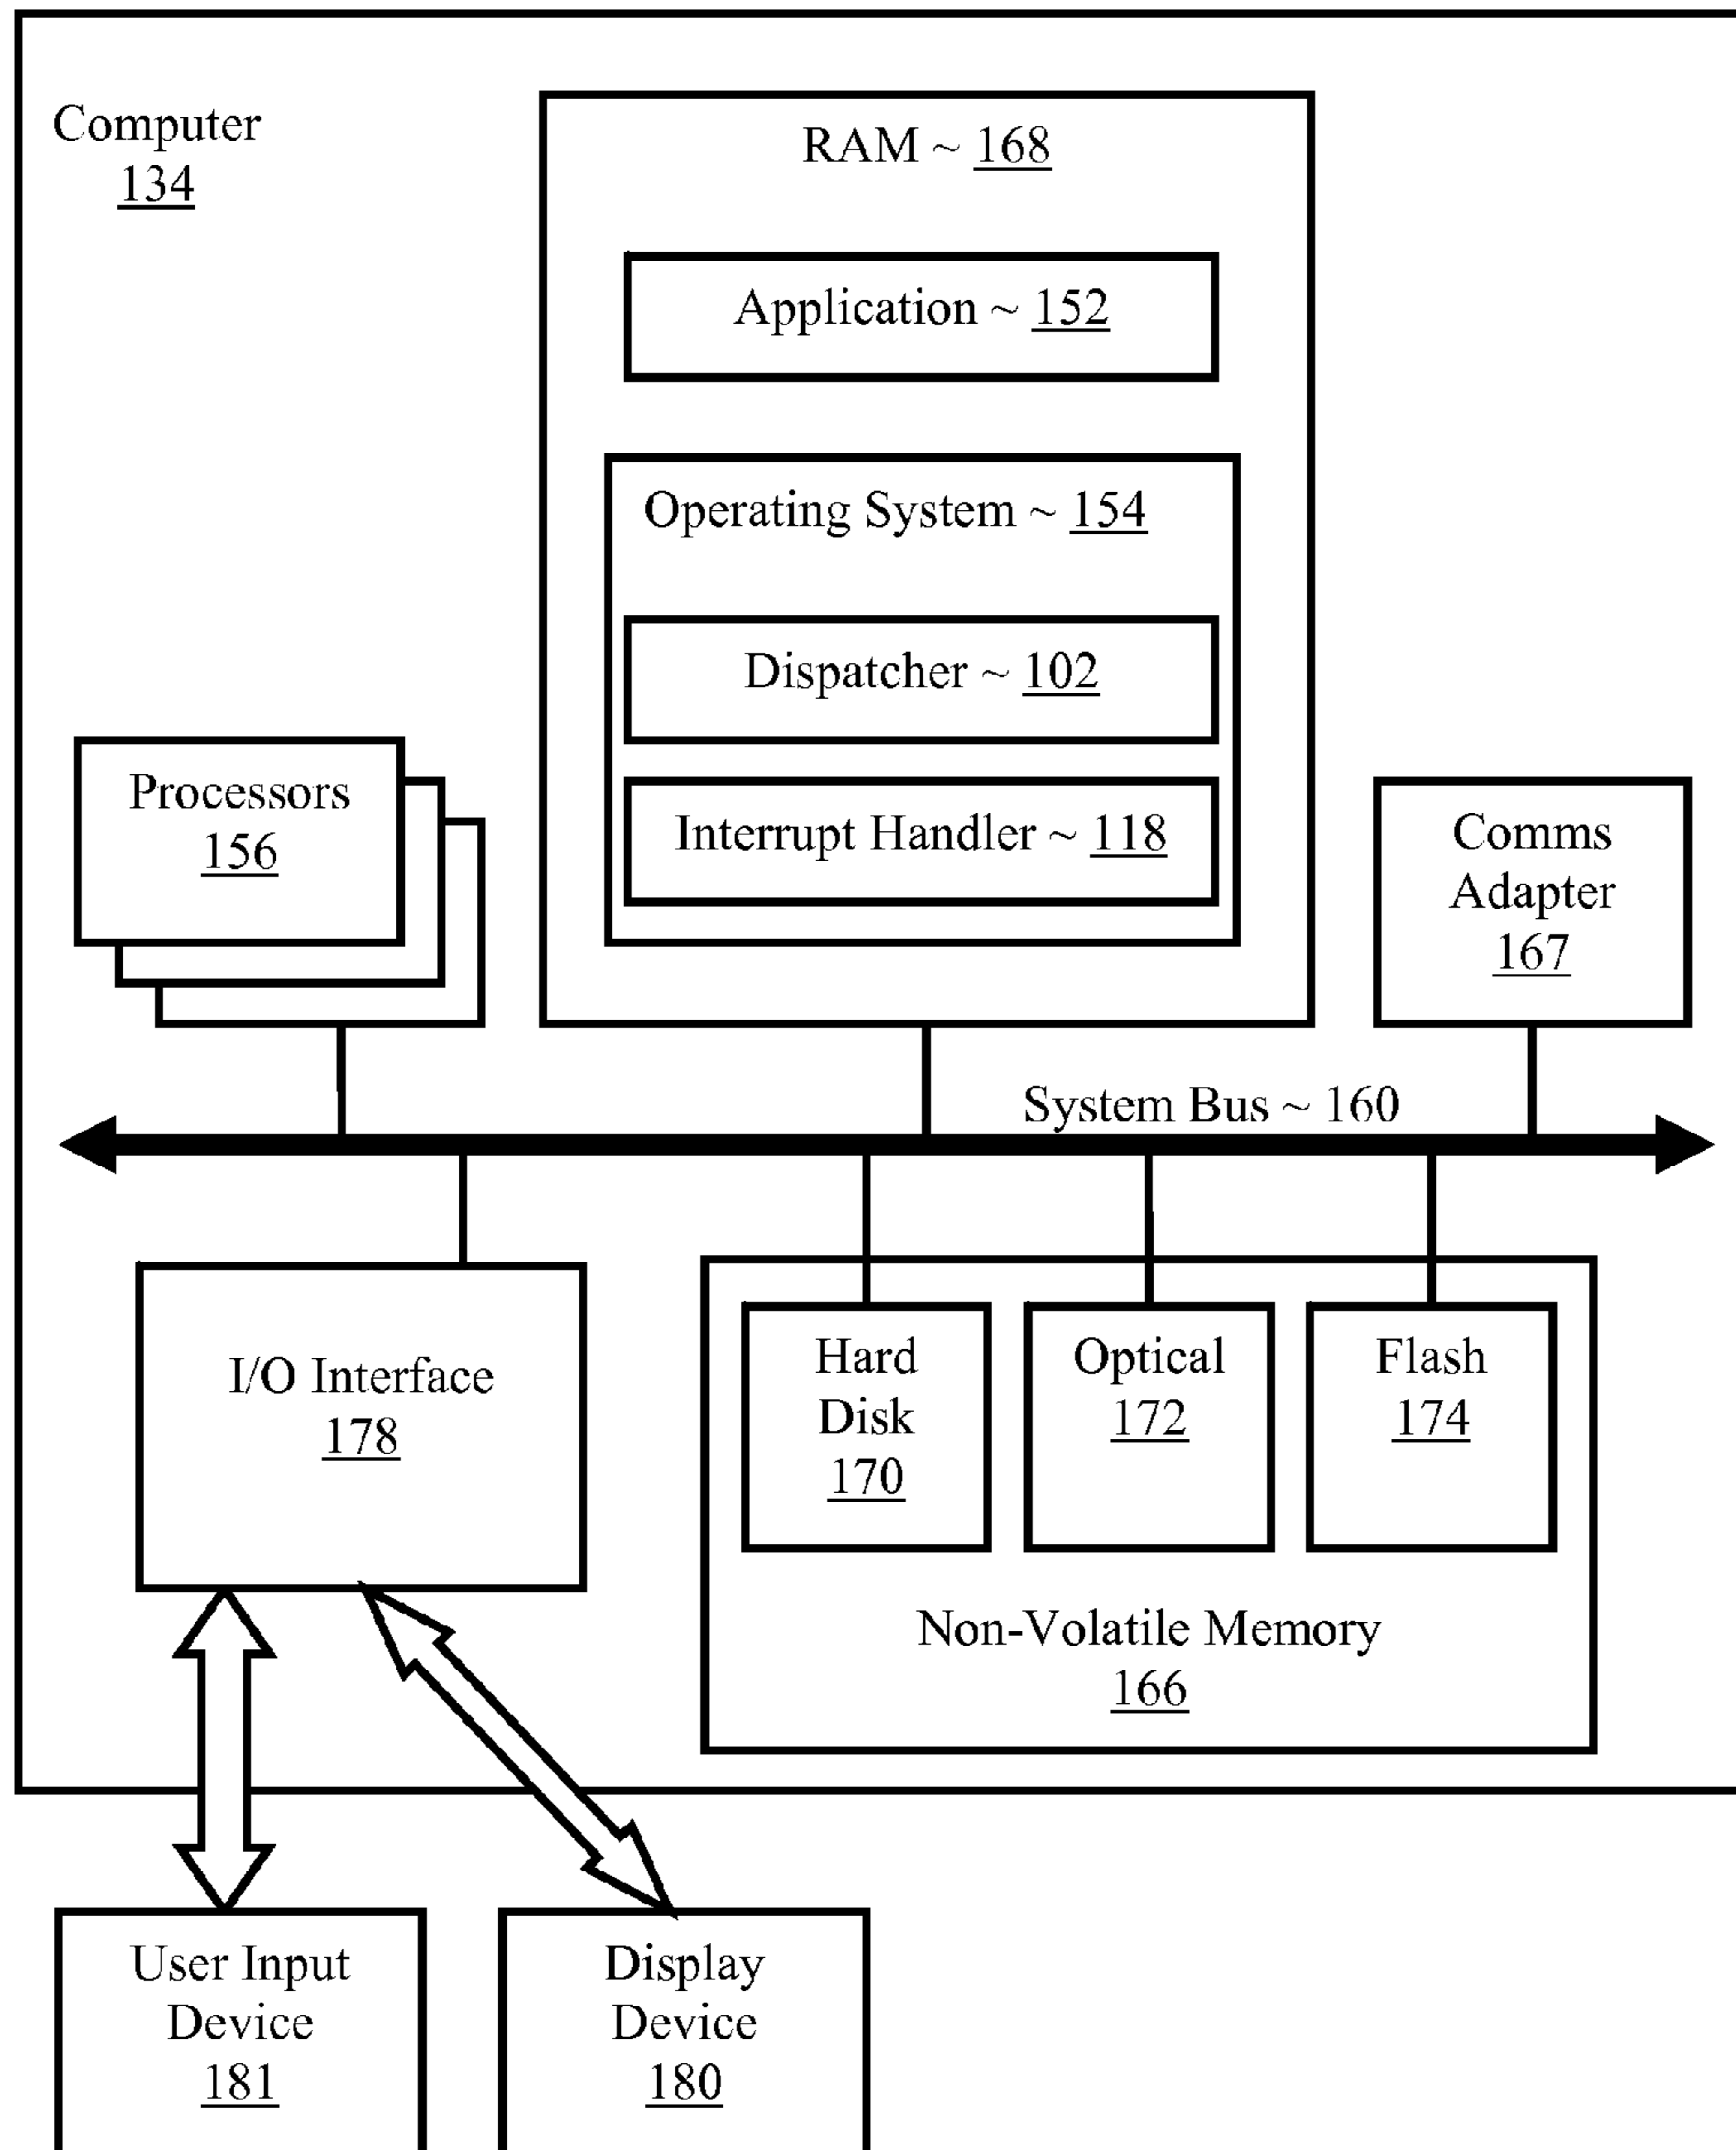 Computer
134
RAM ~ 168
Application ~ 152
Operating System ~ 154
Dispatcher ~ 102
Interrupt Handler ~ 118
Processors
156
Comms
Adapter
167
System Bus ~ 160
I/O Interface
178
Hard
Disk
170
Optical
172
Flash
174
Non-Volatile Memory
166
User Input
Device
181
Display
Device
180